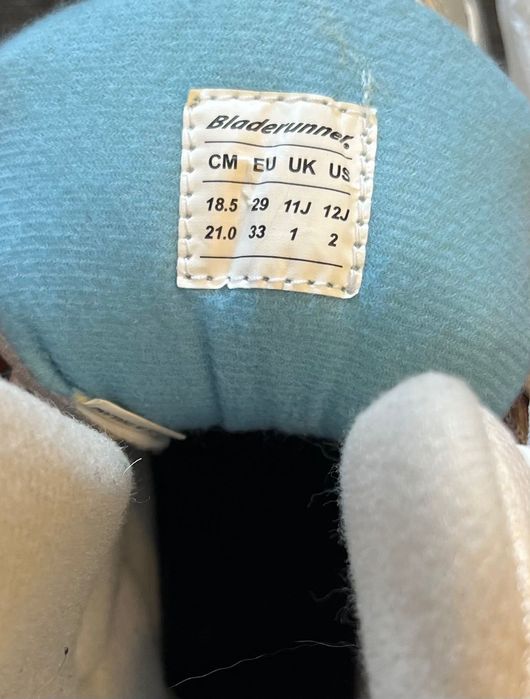 Bladerunner®
CM EU UK US
18.5 29 11J 12J
21.0 33 1 2